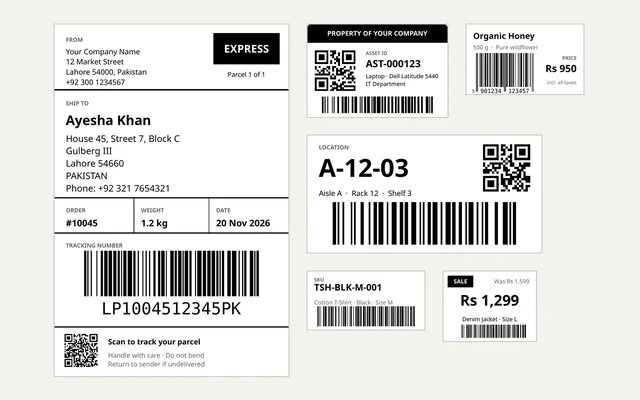 FROM
Your Company Name
12 Market Street
Lahore 54000, Pakistan
+92 300 1234567
EXPRESS
Parcel 1 of 1
SHIP TO
Ayesha Khan
House 45, Street 7, Block C
Gulberg III
Lahore 54660
PAKISTAN
Phone: +92 321 7654321
ORDER
#10045
WEIGHT
1.2 kg
DATE
20 Nov 2026
TRACKING NUMBER
LP1004512345PK
Scan to track your parcel
Handle with care · Do not bend
Return to sender if undelivered
PROPERTY OF YOUR COMPANY
ASSET ID
AST-000123
Laptop · Dell Latitude 5440
IT Department
Organic Honey
500 g · Pure wildflower
PRICE
Rs 950
incl. all taxes
5 901234 123457
LOCATION
A-12-03
Aisle A · Rack 12 · Shelf 3
SKU
TSH-BLK-M-001
Cotton T-Shirt · Black · Size M
SALE
Was Rs 1,599
Rs 1,299
Denim Jacket · Size L